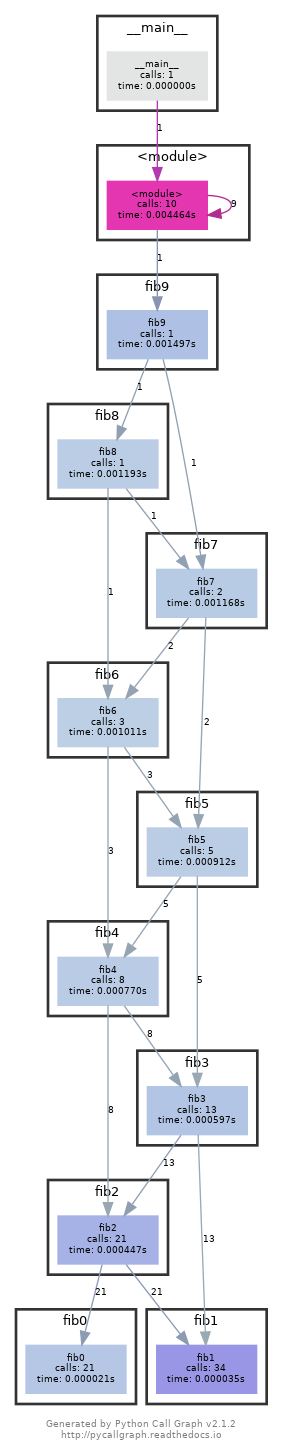 __main__
__main__
calls: 1
time: 0.000000s
1
<module>
<module>
calls: 10
time: 0.004464s
9
1
fib9
fib9
calls: 1
time: 0.001497s
1
fib8
fib8
calls: 1
time: 0.001193s
1
1
fib7
fib7
calls: 2
time: 0.001168s
1
2
fib6
fib6
calls: 3
time: 0.001011s
2
3
fib5
fib5
calls: 5
time: 0.000912s
3
5
fib4
fib4
calls: 8
time: 0.000770s
5
8
fib3
fib3
calls: 13
time: 0.000597s
8
13
fib2
fib2
calls: 21
time: 0.000447s
13
21
21
fib0
fib0
calls: 21
time: 0.000021s
fib1
fib1
calls: 34
time: 0.000035s
Generated by Python Call Graph v2.1.2
http://pycallgraph.readthedocs.io